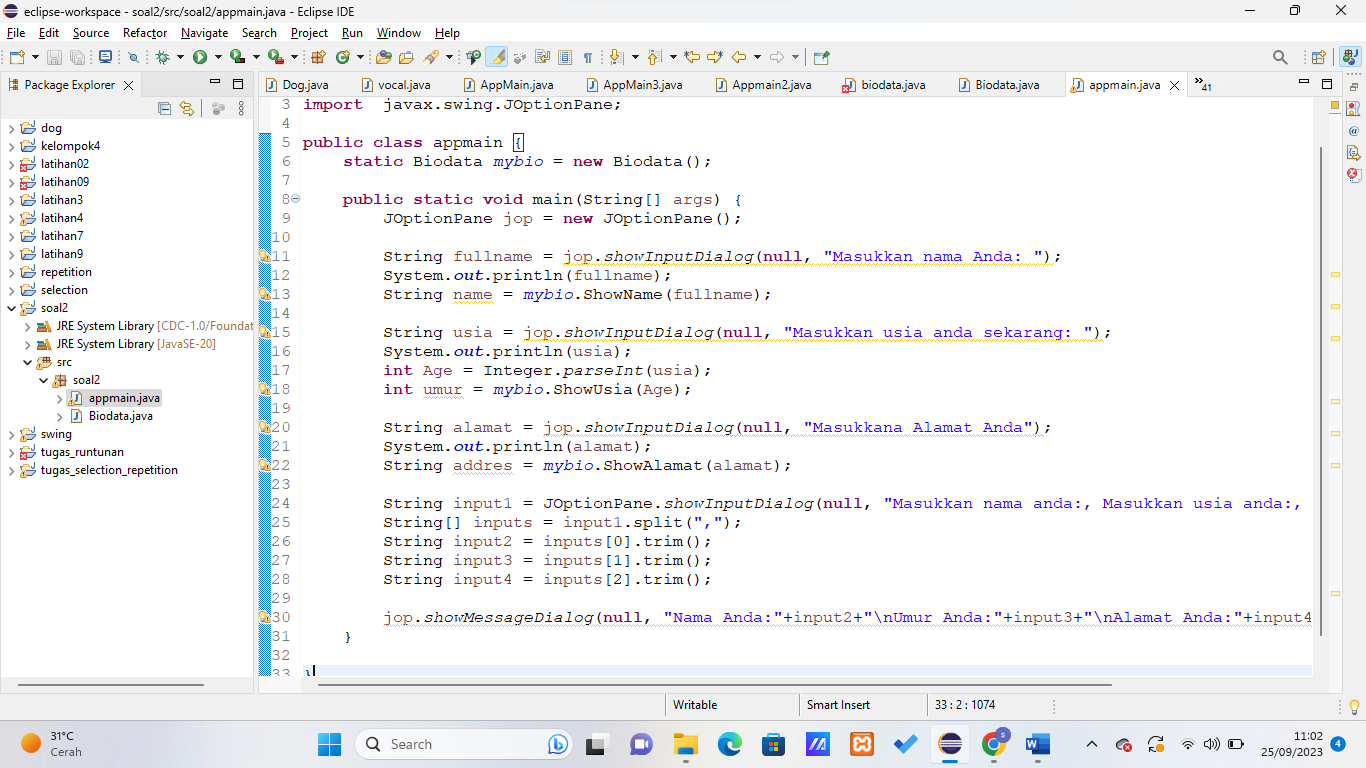 eclipse-workspace - soal2/src/soal2/appmain.java - Eclipse IDE
File Edit Source Refactor Navigate Search Project Run Window Help
Package Explorer
Dog.java vocal.java AppMain.java AppMain3.java Appmain2.java biodata.java Biodata.java appmain.java 41
dog
kelompok4
latihan02
latihan09
latihan3
latihan4
latihan7
latihan9
repetition
selection
soal2
JRE System Library [CDC-1.0/Foundat
JRE System Library [JavaSE-20]
src
soal2
appmain.java
Biodata.java
swing
tugas_runtunan
tugas_selection_repetition
3 import javax.swing.JOptionPane;
4
5 public class appmain {
6 static Biodata mybio = new Biodata();
7
8 public static void main(String[] args) {
9 JOptionPane jop = new JOptionPane();
10
11 String fullname = jop.showInputDialog(null, "Masukkan nama Anda: ");
12 System.out.println(fullname);
13 String name = mybio.ShowName(fullname);
14
15 String usia = jop.showInputDialog(null, "Masukkan usia anda sekarang: ");
16 System.out.println(usia);
17 int Age = Integer.parseInt(usia);
18 int umur = mybio.ShowUsia(Age);
19
20 String alamat = jop.showInputDialog(null, "Masukkana Alamat Anda");
21 System.out.println(alamat);
22 String addres = mybio.ShowAlamat(alamat);
23
24 String input1 = JOptionPane.showInputDialog(null, "Masukkan nama anda:, Masukkan usia anda:,
25 String[] inputs = input1.split(",");
26 String input2 = inputs[0].trim();
27 String input3 = inputs[1].trim();
28 String input4 = inputs[2].trim();
29
30 jop.showMessageDialog(null, "Nama Anda:"+input2+"\nUmur Anda:"+input3+"\nAlamat Anda:"+input4
31 }
32
33 }
Writable Smart Insert 33 : 2 : 1074
31°C
Cerah
Search
S
W
11:02
25/09/2023
4